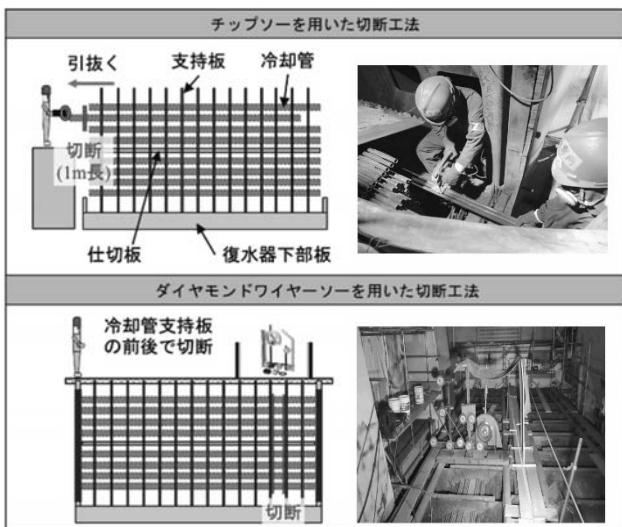 チップソーを用いた切断工法
引抜く
支持板
冷却管
切断
(1m長)
仕切板
復水器下部板
ダイヤモンドワイヤーソーを用いた切断工法
冷却管支持板
の前後で切断
切断